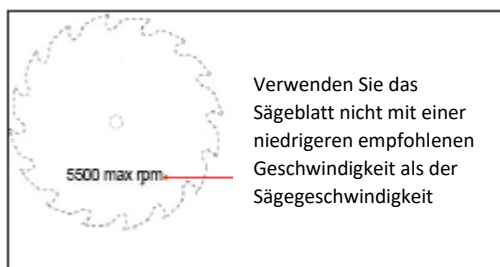 Verwenden Sie das
Sägeblatt nicht mit einer
niedrigeren empfohlenen
Geschwindigkeit als der
Sägegeschwindigkeit
5500 max rpm